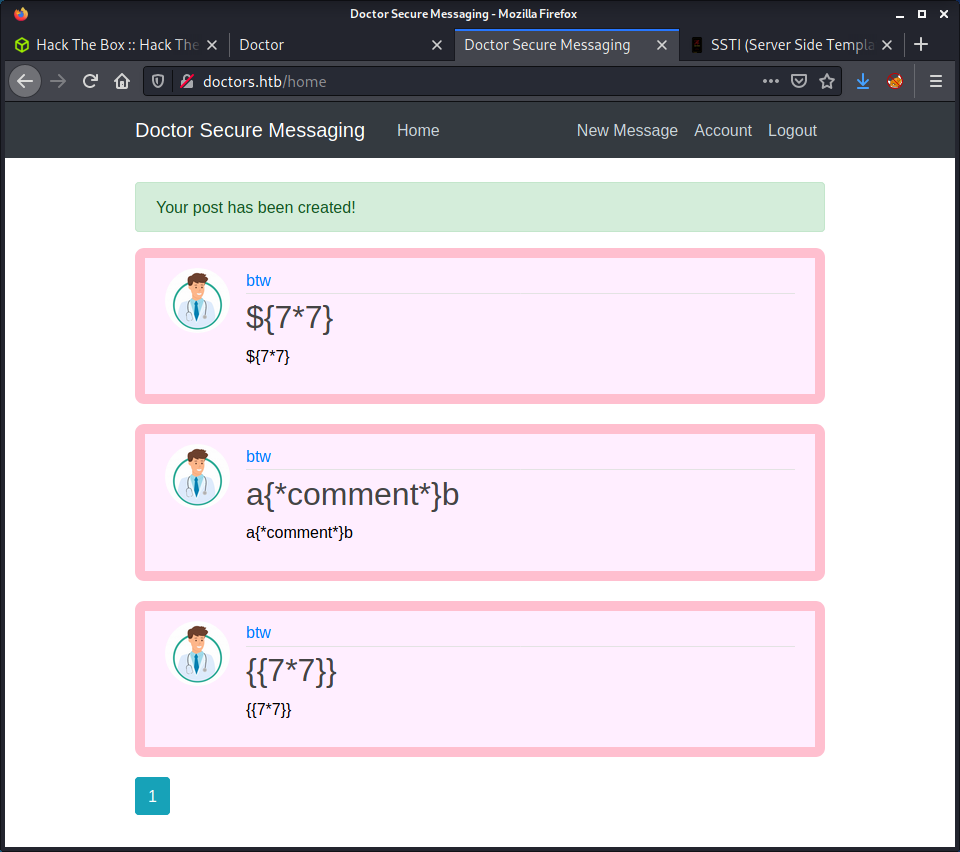 Doctor Secure Messaging - Mozilla Firefox
Hack The Box :: Hack The
Doctor
Doctor Secure Messaging
SSTI (Server Side Templa
doctors.htb/home
Doctor Secure Messaging
Home
New Message
Account
Logout
Your post has been created!
btw
${7*7}
${7*7}
btw
a{*comment*}b
a{*comment*}b
btw
{{7*7}}
{{7*7}}
1